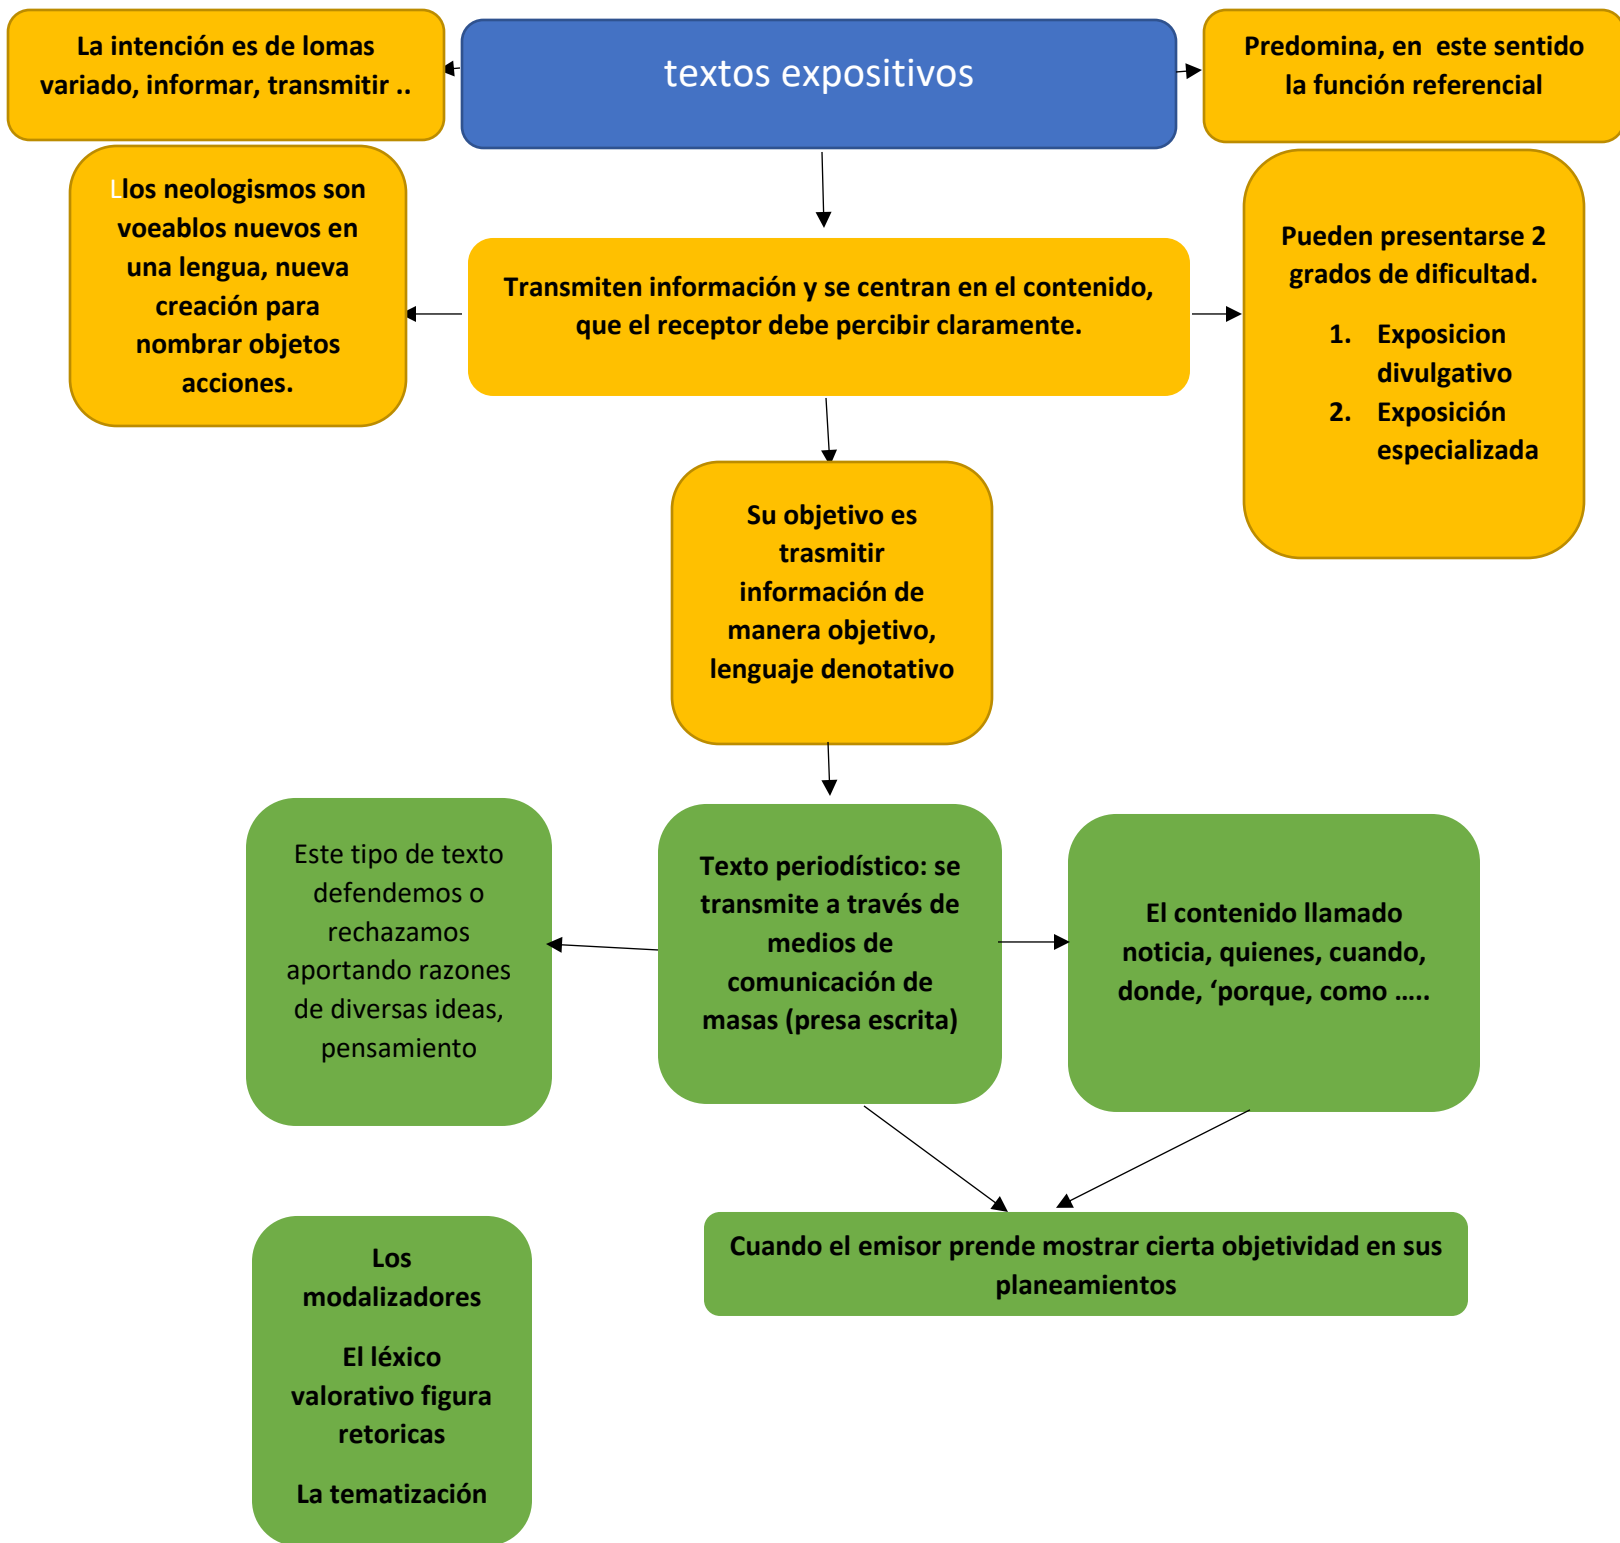 La intención es de lomas
variado, informar, transmitir ..
textos expositivos
Predomina, en este sentido
la función referencial
Llos neologismos son
voeablos nuevos en
una lengua, nueva
creación para
nombrar objetos
acciones.
Transmiten información y se centran en el contenido,
que el receptor debe percibir claramente.
Pueden presentarse 2
grados de dificultad.
1. Exposicion
divulgativo
2. Exposición
especializada
Su objetivo es
trasmitir
información de
manera objetivo,
lenguaje denotativo
Este tipo de texto
defendemos o
rechazamos
aportando razones
de diversas ideas,
pensamiento
Texto periodístico: se
transmite a través de
medios de
comunicación de
masas (presa escrita)
El contenido llamado
noticia, quienes, cuando,
donde, ‘porque, como …..
Los
modalizadores
El léxico
valorativo figura
retoricas
La tematización
Cuando el emisor prende mostrar cierta objetividad en sus
planeamientos